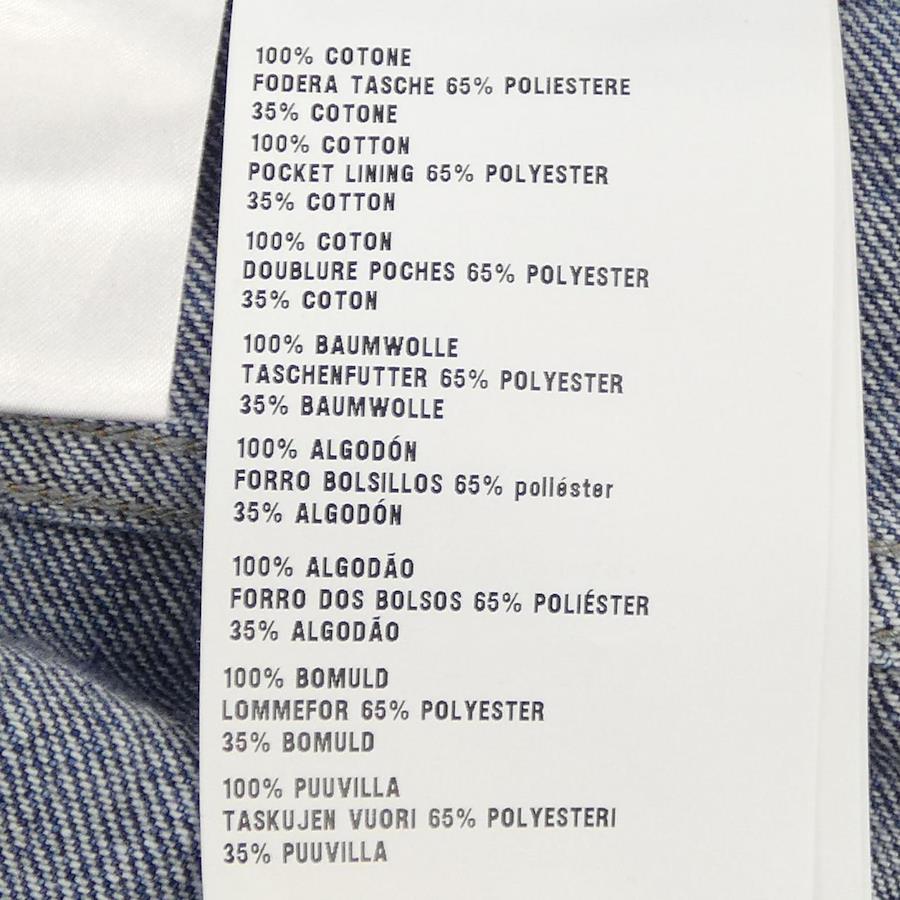 100% COTONE
FODERA TASCHE 65% POLIESTERE
35% COTONE
100% COTTON
POCKET LINING 65% POLYESTER
35% COTTON
100% COTON
DOUBLURE POCHES 65% POLYESTER
35% COTON
100% BAUMWOLLE
TASCHENFUTTER 65% POLYESTER
35% BAUMWOLLE
100% ALGODÓN
FORRO BOLSILLOS 65% poliéster
35% ALGODÓN
100% ALGODÃO
FORRO DOS BOLSOS 65% POLIÉSTER
35% ALGODÃO
100% BOMULD
LOMMEFOR 65% POLYESTER
35% BOMULD
100% PUUVILLA
TASKUJEN VUORI 65% POLYESTERI
35% PUUVILLA